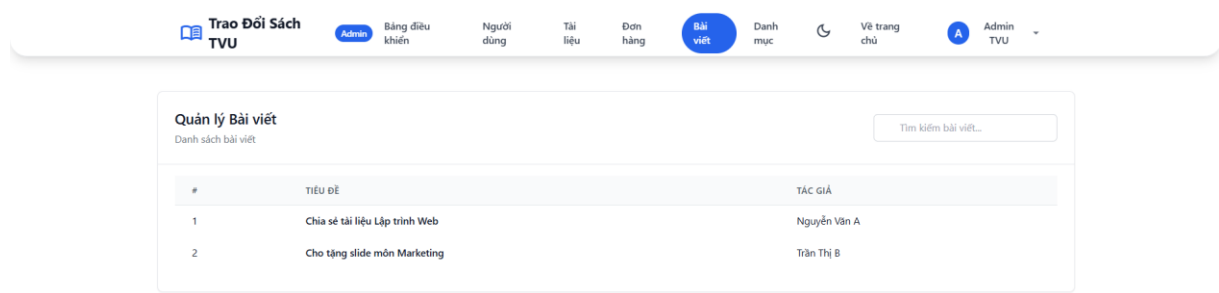 Trao Đổi Sách
TVU
Admin
Bảng điều
khiển
Người
dùng
Tài
liệu
Đơn
hàng
Bài
viết
Danh
mục
Về trang
chủ
A
Admin
TVU
Quản lý Bài viết
Danh sách bài viết
Tìm kiếm bài viết...
# TIÊU ĐỀ TÁC GIẢ
1 Chia sẻ tài liệu Lập trình Web Nguyễn Văn A
2 Cho tặng slide môn Marketing Trần Thị B